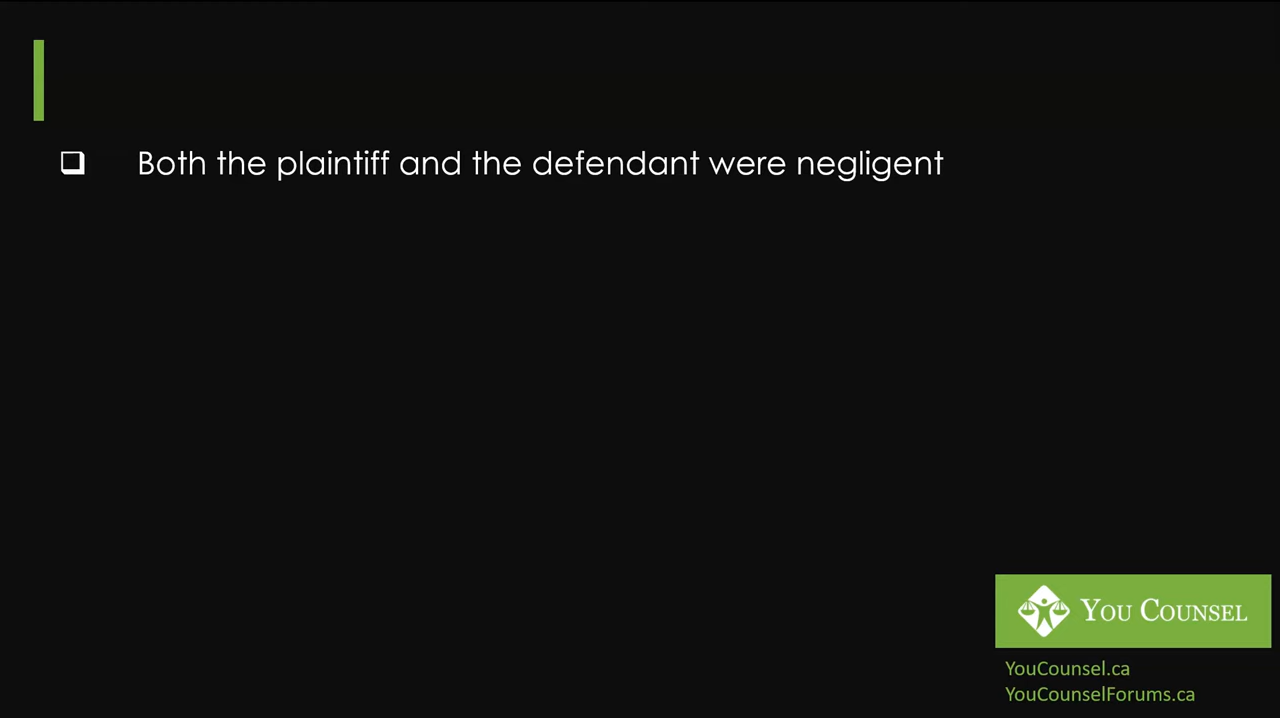 Both the plaintiff and the defendant were negligent
YOU COUNSEL
YouCounsel.ca
YouCounselForums.ca